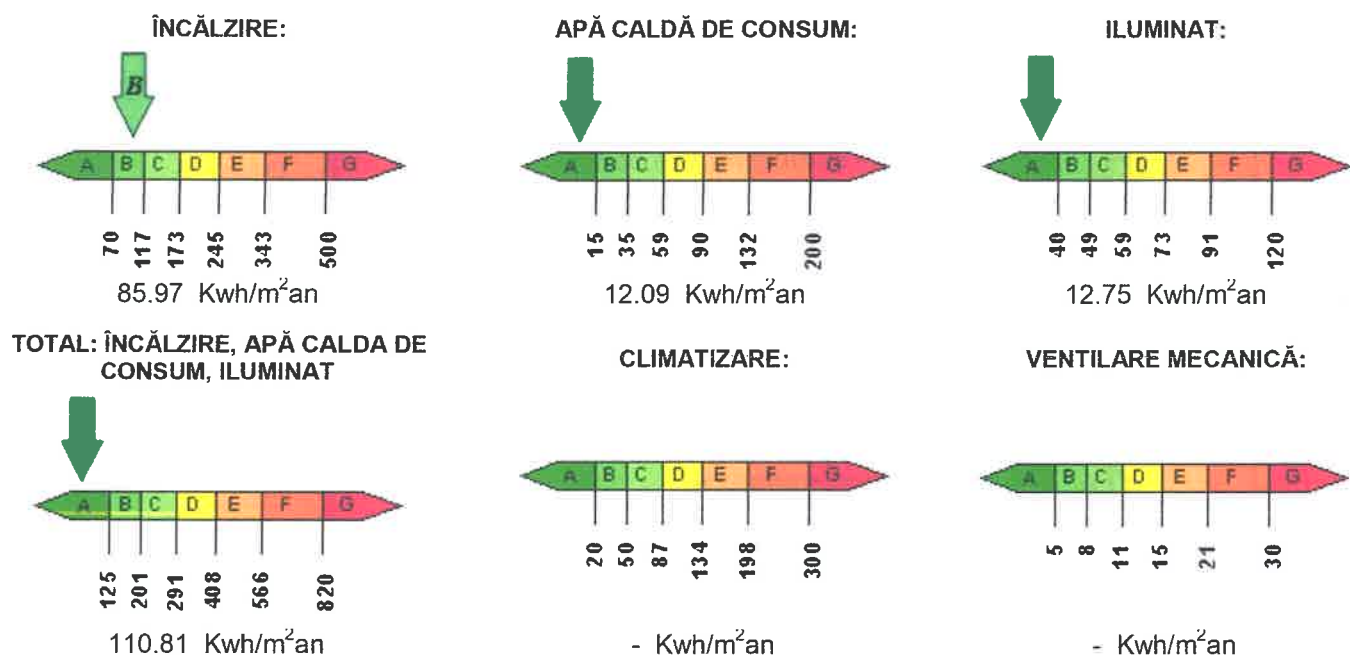 ÎNCĂLZIRE:
B
A B C D E F G
70 117 173 245 343 500
85.97 Kwh/m²an
APĂ CALDĂ DE CONSUM:
A B C D E F G
15 35 59 90 132 200
12.09 Kwh/m²an
ILUMINAT:
A B C D E F G
40 49 59 73 91 120
12.75 Kwh/m²an
TOTAL: ÎNCĂLZIRE, APĂ CALDA DE
CONSUM, ILUMINAT
A B C D E F G
125 201 291 408 566 820
110.81 Kwh/m²an
CLIMATIZARE:
A B C D E F G
20 50 87 134 198 300
- Kwh/m²an
VENTILARE MECANICĂ:
A B C D E F G
5 8 11 15 21 30
- Kwh/m²an